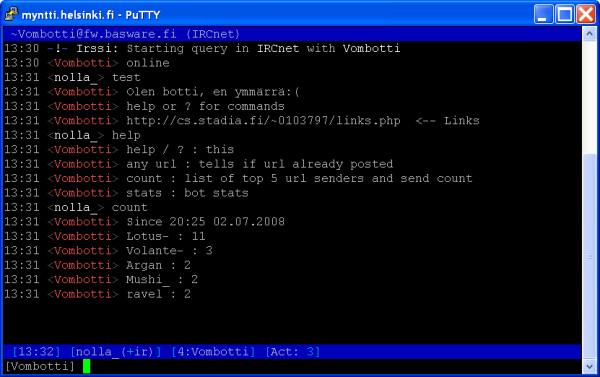 myntti.helsinki.fi - PuTTY
~Vombotti@fw.basware.fi (IRCnet)
13:30 -!- Irssi: Starting query in IRCnet with Vombotti
13:30 <Vombotti> online
13:31 <nolla_> test
13:31 <Vombotti> Olen botti, en ymmärrä:(
13:31 <Vombotti> help or ? for commands
13:31 <Vombotti> http://cs.stadia.fi/~0103797/links.php  <-- Links
13:31 <nolla_> help
13:31 <Vombotti> help / ? : this
13:31 <Vombotti> any url : tells if url already posted
13:31 <Vombotti> count : list of top 5 url senders and send count
13:31 <Vombotti> stats : bot stats
13:31 <nolla_> count
13:31 <Vombotti> Since 20:25 02.07.2008
13:31 <Vombotti> Lotus- : 11
13:31 <Vombotti> Volante- : 3
13:31 <Vombotti> Argan : 2
13:31 <Vombotti> Mushi_ : 2
13:31 <Vombotti> ravel : 2
[13:32] [nolla_(+ir)] [4:Vombotti] [Act: 3]
[Vombotti]